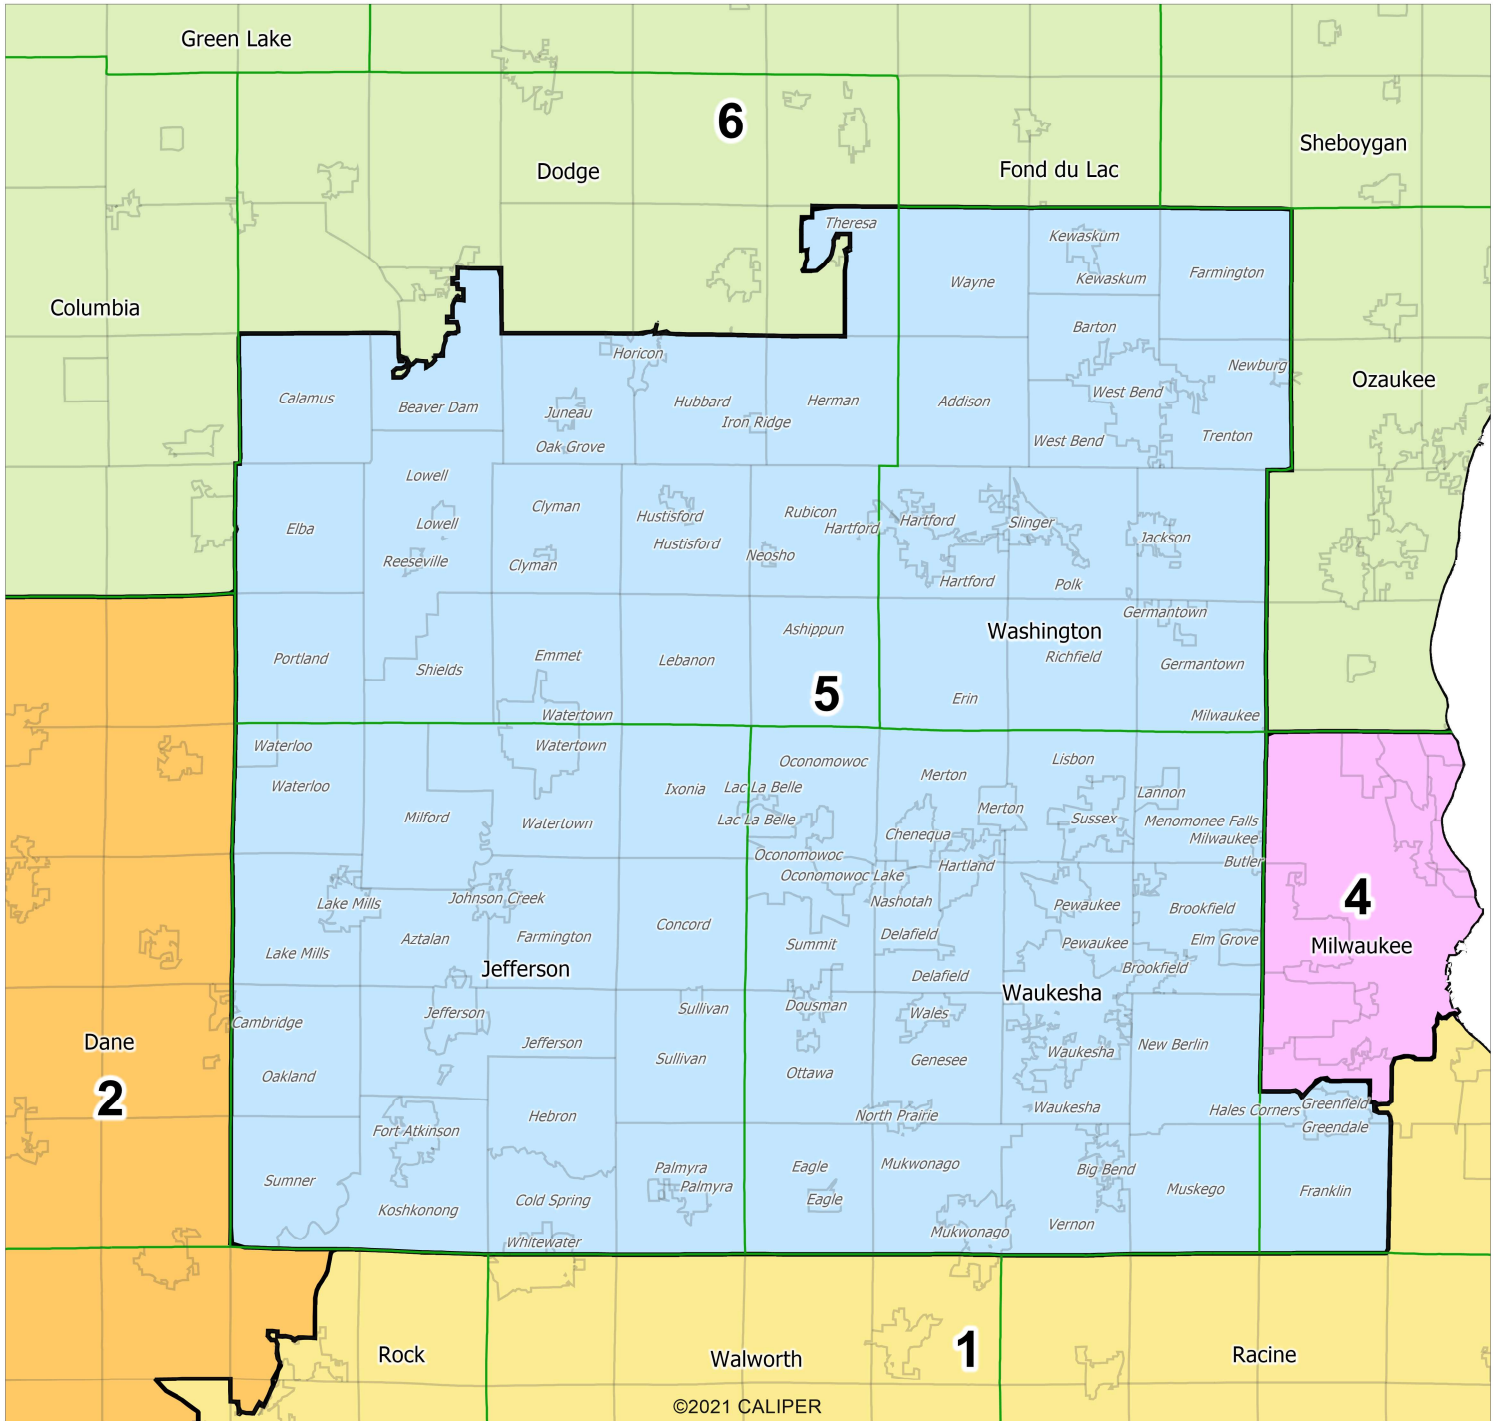 Green Lake
6
Sheboygan
Dodge
Fond du Lac
Theresa
Kewaskum
Wayne
Kewaskum
Farmington
Columbia
Barton
Horicon
Newburg
Ozaukee
Calamus
Beaver Dam
Juneau
Hubbard
Herman
Addison
West Bend
Iron Ridge
Oak Grove
West Bend
Trenton
Lowell
Clyman
Hustisford
Rubicon
Elba
Lowell
Hartford
Hartford
Slinger
Jackson
Hustisford
Neosho
Reeseville
Clyman
Hartford
Polk
Germantown
Ashippun
Washington
Portland
Shields
Emmet
Lebanon
Richfield
Germantown
5
Erin
Watertown
Milwaukee
Waterloo
Watertown
Oconomowoc
Lisbon
Merton
Waterloo
Ixonia
Lac La Belle
Lannon
Milford
Watertown
Lac La Belle
Merton
Sussex
Menomonee Falls
Chenequa
Milwaukee
Oconomowoc
Hartland
Butler
Oconomowoc Lake
Lake Mills
Johnson Creek
Nashotah
Pewaukee
Brookfield
4
Concord
Aztalan
Farmington
Delafield
Summit
Pewaukee
Elm Grove
Milwaukee
Lake Mills
Jefferson
Delafield
Brookfield
Waukesha
Cambridge
Jefferson
Sullivan
Dousman
Wales
Dane
Jefferson
Sullivan
Genesee
Waukesha
New Berlin
Oakland
Ottawa
2
Hebron
North Prairie
Waukesha
Hales Corners
Greenfield
Fort Atkinson
Greendale
Sumner
Palmyra
Palmyra
Eagle
Mukwonago
Big Bend
Muskego
Franklin
Koshkonong
Cold Spring
Eagle
Whitewater
Mukwonago
Vernon
Rock
Walworth
1
Racine
©2021 CALIPER